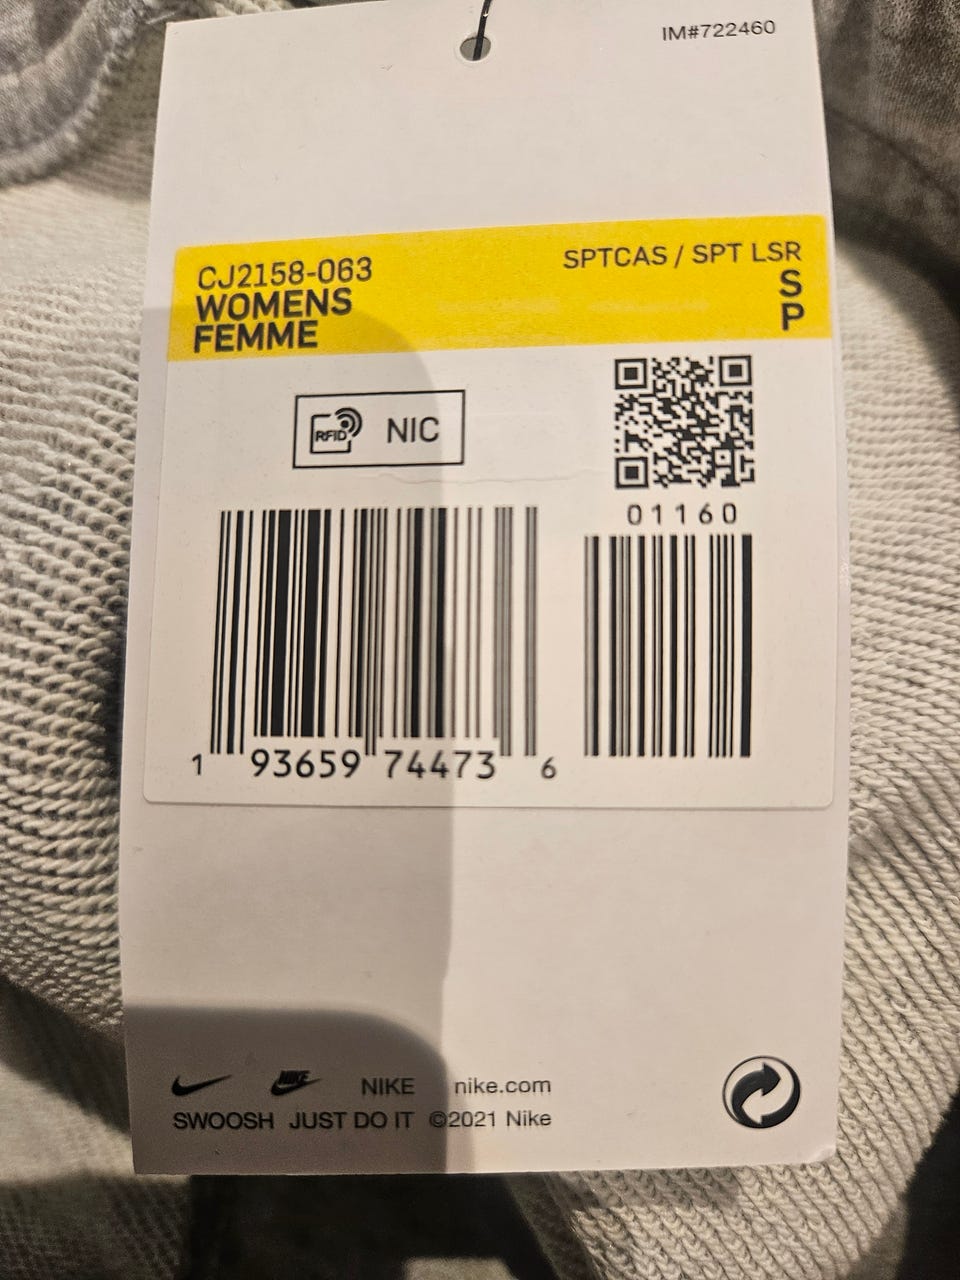 IM#722460
CJ2158-063
SPTCAS / SPT LSR
WOMENS
S
FEMME
P
RFID NIC
01160
1 93659 74473 6
NIKE
NIKE nike.com
SWOOSH JUST DO IT ©2021 Nike